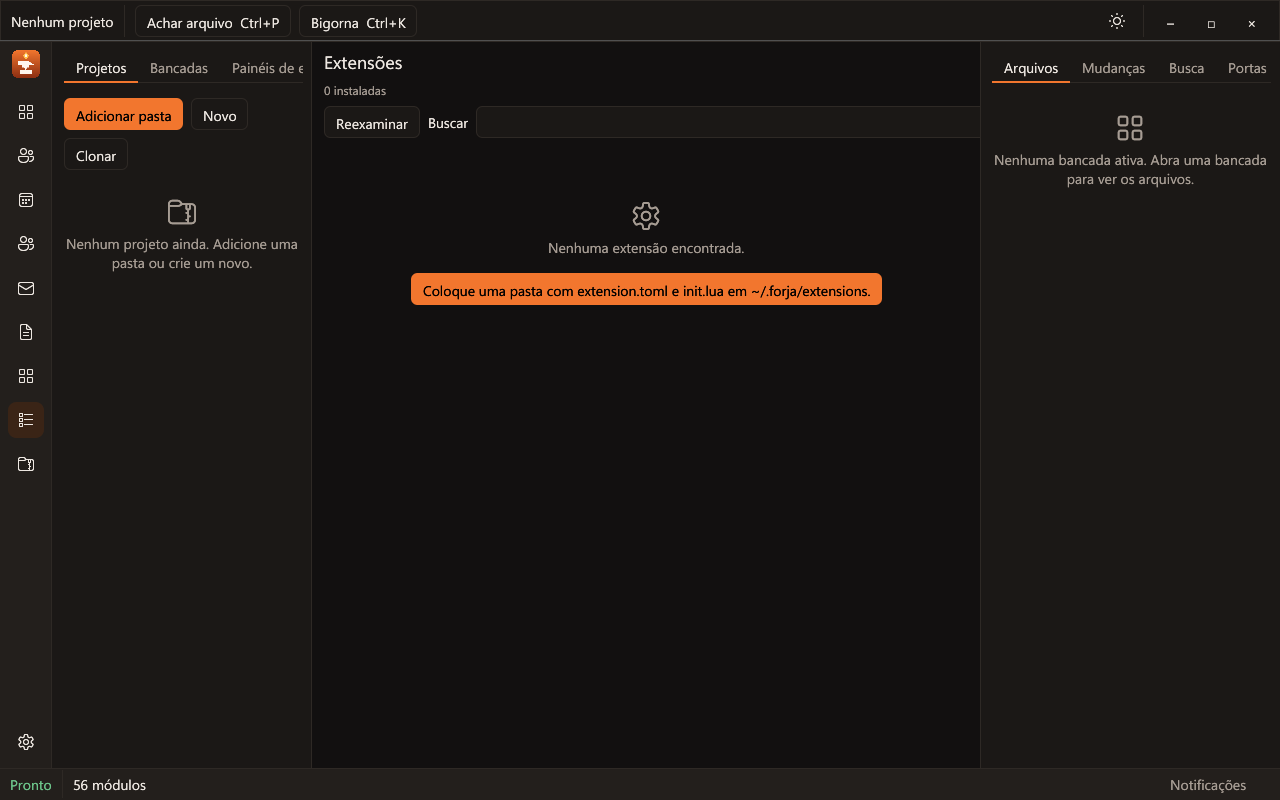 Nenhum projeto
Achar arquivo Ctrl+P
Bigorna Ctrl+K
Projetos
Bancadas
Painéis de e
Adicionar pasta
Novo
Clonar
Nenhum projeto ainda. Adicione uma
pasta ou crie um novo.
Extensões
0 instaladas
Reexaminar
Buscar
Nenhuma extensão encontrada.
Coloque uma pasta com extension.toml e init.lua em ~/.forja/extensions.
Arquivos
Mudanças
Busca
Portas
Nenhuma bancada ativa. Abra uma bancada
para ver os arquivos.
Pronto
56 módulos
Notificações